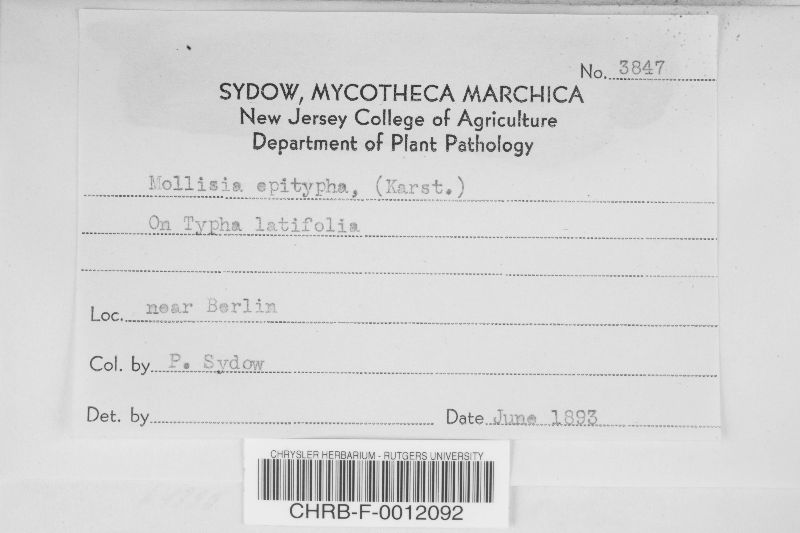 No. 3847
SYDOW, MYCOTHECA MARCHICA
New Jersey College of Agriculture
Department of Plant Pathology
Mollisia epitypha, (Karst.)
On Typha latifolia
Loc. near Berlin
Col. by P. Sydow
Det. by
Date June 1893
CHRYSLER HERBARIUM - RUTGERS UNIVERSITY
CHRB-F-0012092